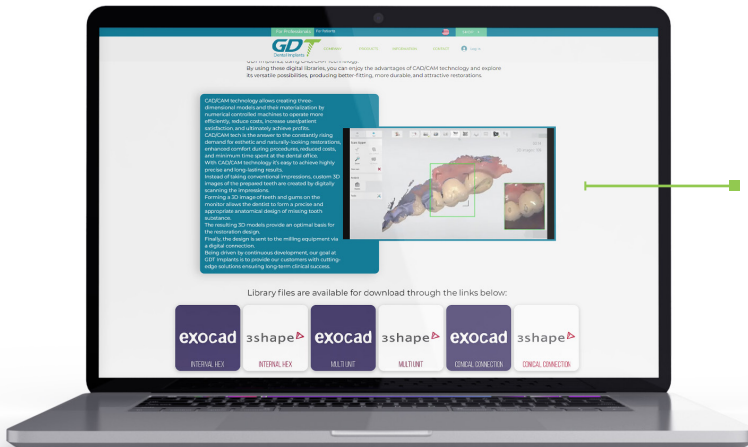 For Professionals For Patients
GDT
Dental Implants
COMPANY PRODUCTS CONTACT Log in
GDT Implants, using CAD/CAM Technology.
By using these digital libraries, you can enjoy the advantages of CAD/CAM technology and explore
its versatile possibilities, producing better-fitting, more durable, and attractive restorations.
CAD/CAM technology allows creating three-
dimensional models and their materialization by
numerical controlled machines to operate more
efficiently, reduce costs, increase user/patient
satisfaction, and ultimately achieve profits.
CAD/CAM tech is the answer to the constantly rising
demand for esthetic and naturally-looking restorations,
enhanced comfort during procedures, reduced costs,
and minimum time spent at the dental office.
With CAD/CAM technology it's easy to achieve highly
precise and long-lasting results.
Instead of taking conventional impressions, custom 3D
images of the prepared teeth are created by digitally
scanning the impressions.
Forming a 3D image of teeth and gums on the
monitor allows the dentist to form a precise and
appropriate anatomical design of missing tooth
substance.
The resulting 3D models provide an optimal basis for
the restoration design.
Finally, the design is sent to the milling equipment via
a digital connection.
Being driven by continuous development, our goal at
GDT Implants is to provide our customers with cutting-
edge solutions ensuring long-term clinical success.
Library files are available for download through the links below:
exocad 3shape exocad 3shape exocad 3shape
INTERNAL HEX INTERNAL HEX MULTI UNIT MULTI UNIT CONICAL CONNECTION CONICAL CONNECTION